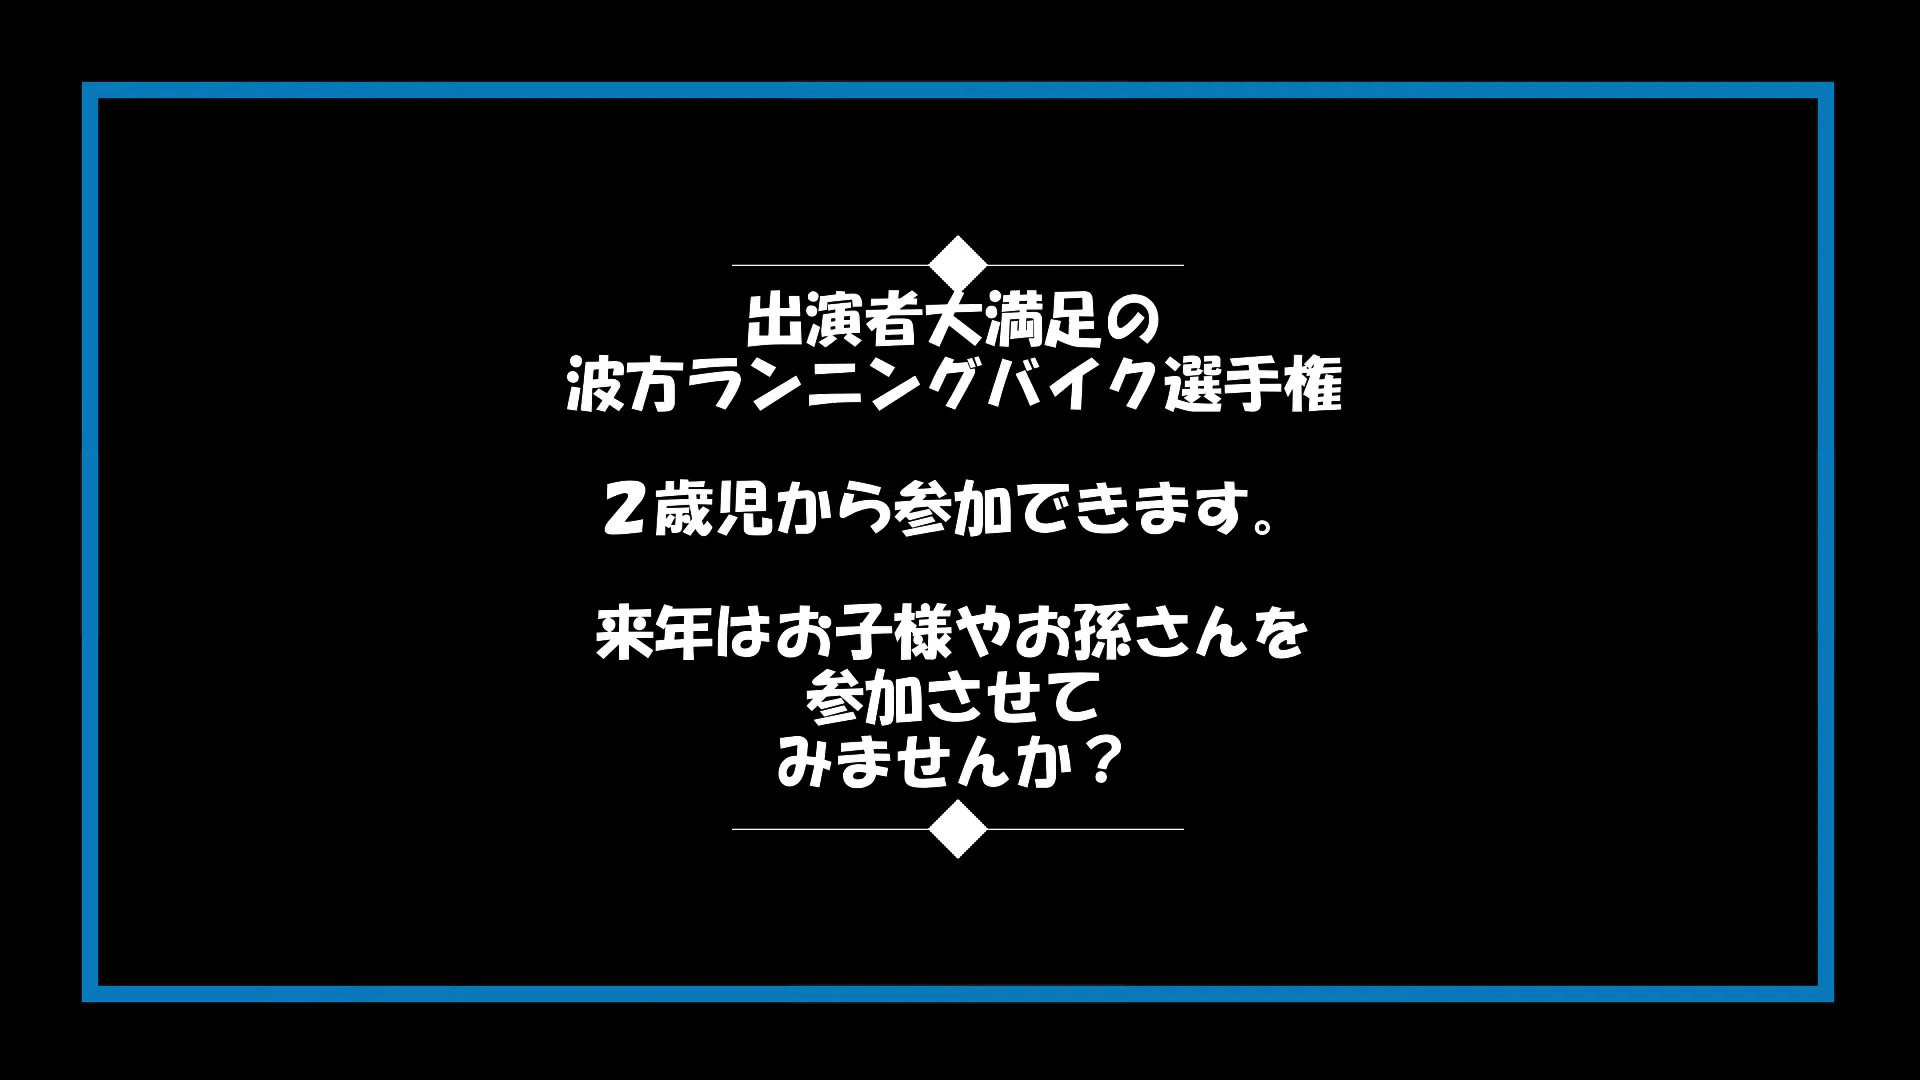 出演者大満足の
波方ランニングバイク選手権
２歳児から参加できます。
来年はお子様やお孫さんを
参加させて
みませんか？